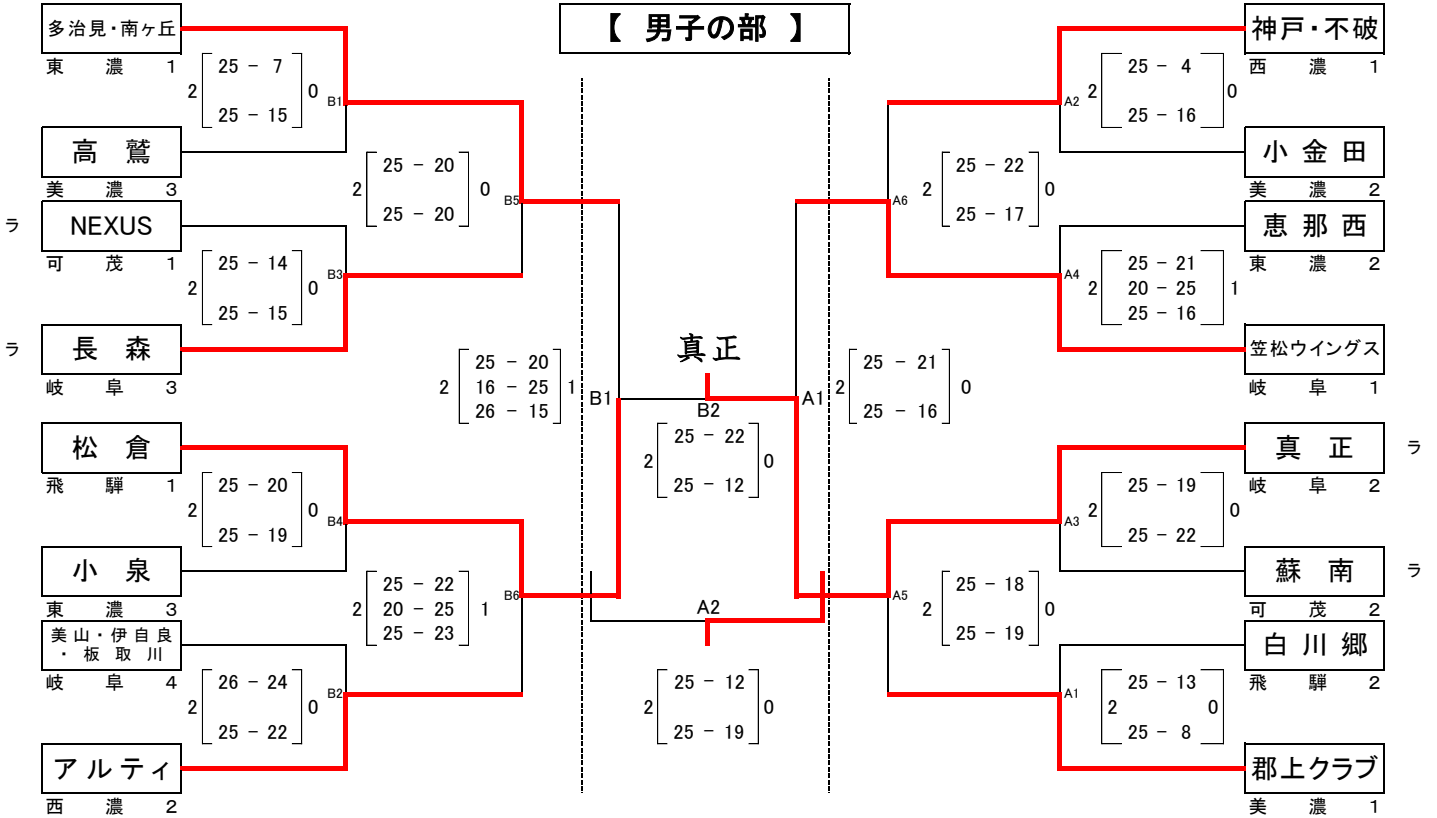 【 男子の部 】
多治見・南ヶ丘
東 濃 1
2
25 - 7
25 - 15
0
B1
高 鷲
美 濃 3
ラ
NEXUS
可 茂 1
2
25 - 14
25 - 15
0
B3
ラ
長 森
岐 阜 3
2
25 - 20
25 - 20
0
B5
松 倉
飛 騨 1
2
25 - 20
25 - 19
0
B4
小 泉
東 濃 3
美 山 ・ 伊 自 良
・ 板 取 川
岐 阜 4
2
26 - 24
25 - 22
0
B2
アルティ
西 濃 2
2
25 - 22
20 - 25
25 - 23
1
B6
2
25 - 20
16 - 25
26 - 15
1
B1
真正
B2
2
25 - 22
25 - 12
0
A2
2
25 - 12
25 - 19
0
A1
2
25 - 21
25 - 16
0
神戸・不破
西 濃 1
A2
2
25 - 4
25 - 16
0
小 金 田
美 濃 2
A6
2
25 - 22
25 - 17
0
恵 那 西
東 濃 2
A4
2
25 - 21
20 - 25
25 - 16
1
笠松ウイングス
岐 阜 1
真 正
ラ
岐 阜 2
A3
2
25 - 19
25 - 22
0
蘇 南
ラ
可 茂 2
A5
2
25 - 18
25 - 19
0
白 川 郷
飛 騨 2
A1
2
25 - 13
25 - 8
0
郡上クラブ
美 濃 1